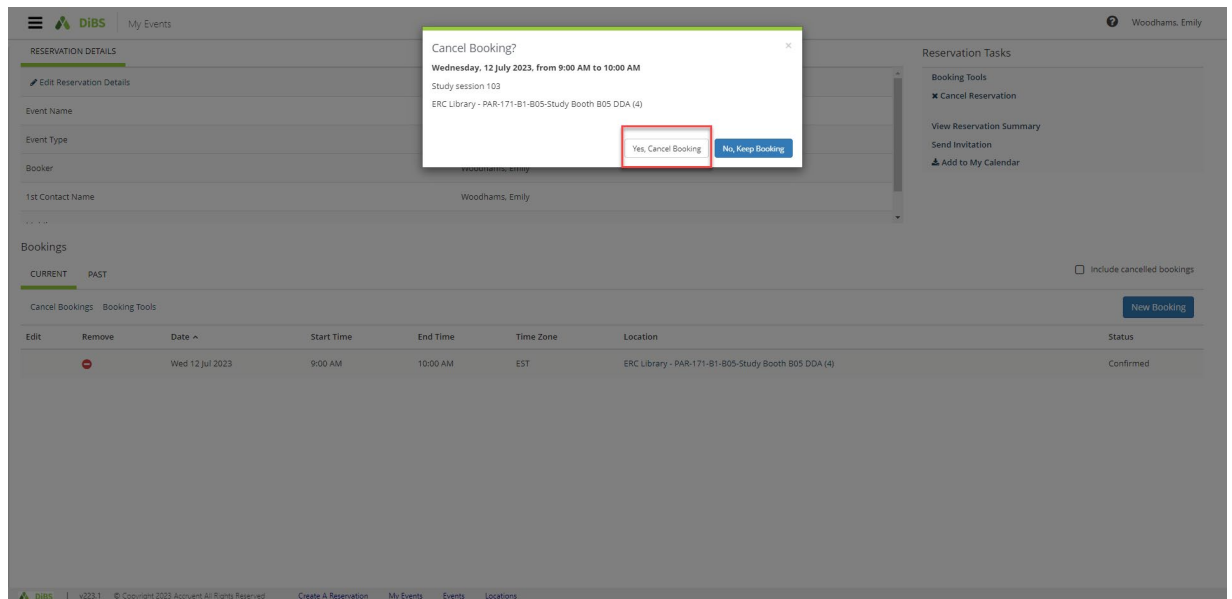 DiBS My Events
Woodhams, Emily
RESERVATION DETAILS
Edit Reservation Details
Event Name
Event Type
Booker Woodhams, Emily
1st Contact Name Woodhams, Emily
Cancel Booking?
Wednesday, 12 July 2023, from 9:00 AM to 10:00 AM
Study session 103
ERC Library - PAR-171-B1-B05-Study Booth B05 DDA (4)
Yes, Cancel Booking No, Keep Booking
Reservation Tasks
Booking Tools
Cancel Reservation
View Reservation Summary
Send Invitation
Add to My Calendar
Bookings
CURRENT PAST
Include cancelled bookings
Cancel Bookings Booking Tools New Booking
Edit Remove Date Start Time End Time Time Zone Location Status
Wed 12 Jul 2023 9:00 AM 10:00 AM EST ERC Library - PAR-171-B1-B05-Study Booth B05 DDA (4) Confirmed
DiBS | v223.1 © Copyright 2023 Accruent All Rights Reserved Create A Reservation My Events Events Locations